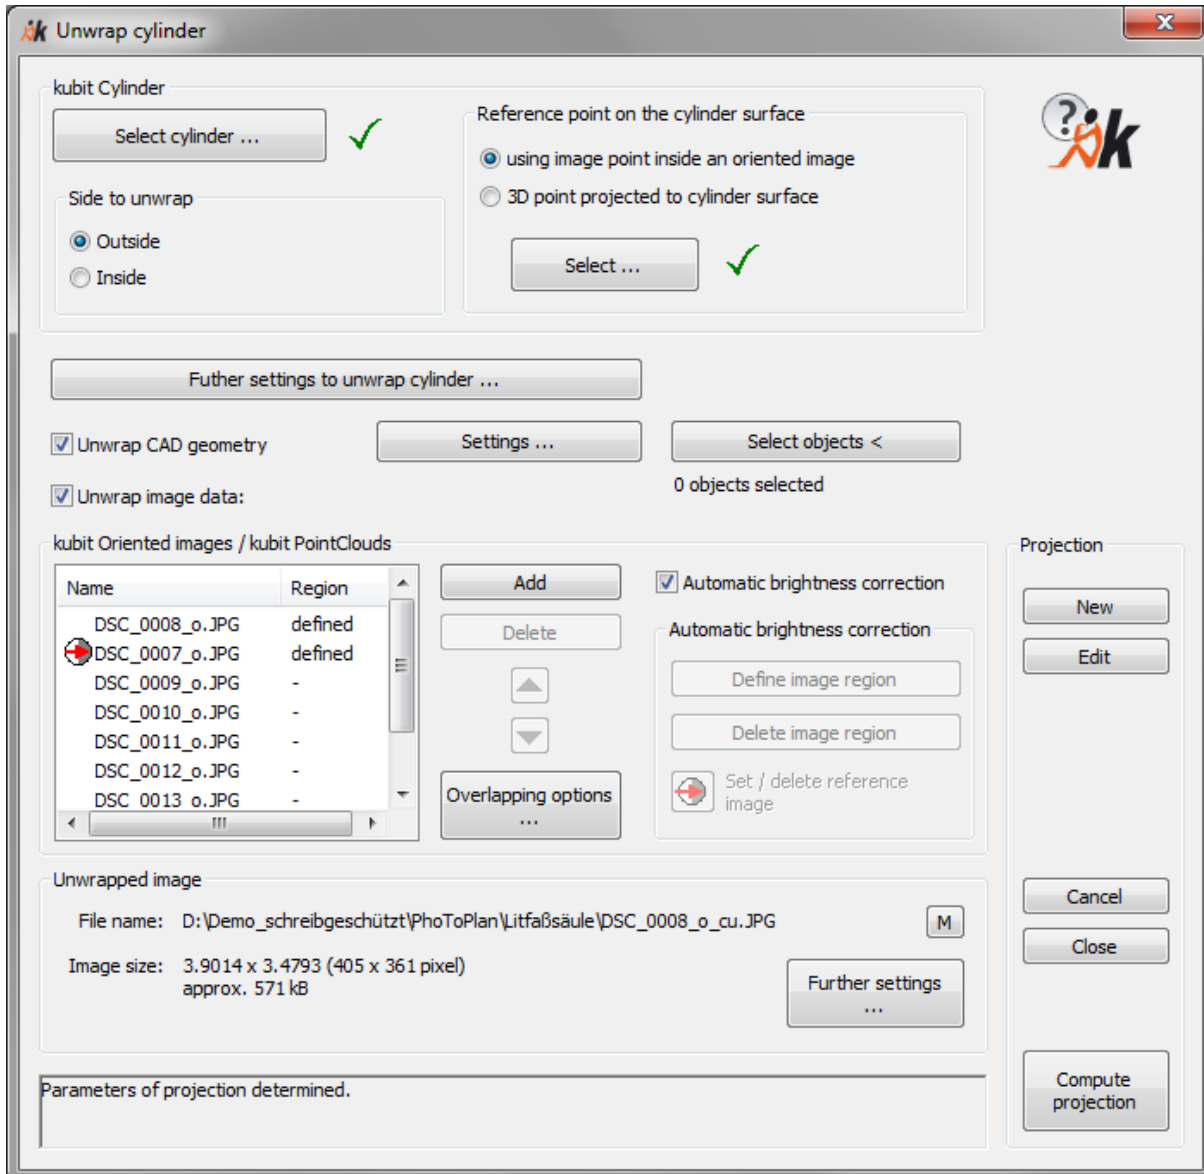 Unwrap cylinder
kubit Cylinder
Select cylinder ...
Reference point on the cylinder surface
using image point inside an oriented image
3D point projected to cylinder surface
Select ...
Side to unwrap
Outside
Inside
?
k
Futher settings to unwrap cylinder ...
Unwrap CAD geometry
Settings ...
Select objects <
0 objects selected
Unwrap image data:
kubit Oriented images / kubit PointClouds
Name Region
DSC_0008_o.JPG defined
DSC_0007_o.JPG defined
DSC_0009_o.JPG -
DSC_0010_o.JPG -
DSC_0011_o.JPG -
DSC_0012_o.JPG -
DSC_0013_o.JPG -
Add
Delete
Overlapping options
...
Automatic brightness correction
Automatic brightness correction
Define image region
Delete image region
Set / delete reference
image
Projection
New
Edit
Cancel
Close
Compute
projection
Unwrapped image
File name: D:\Demo_schreibgeschützt\PhoToPlan\Litfaßsäule\DSC_0008_o_cu.JPG
M
Image size: 3.9014 x 3.4793 (405 x 361 pixel)
approx. 571 kB
Further settings
...
Parameters of projection determined.